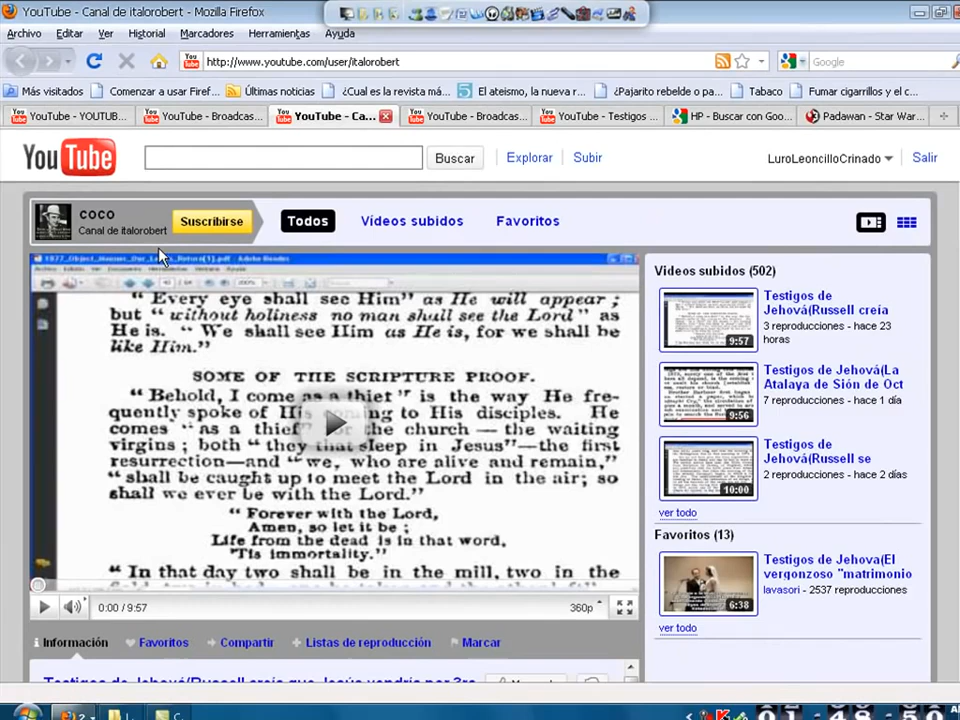 YouTube - Canal de italorobert - Mozilla Firefox
Archivo Editar Ver Historial Marcadores Herramientas Ayuda
http://www.youtube.com/user/italorobert
Google
Más visitados Comenzar a usar Firef... Últimas noticias ¿Cual es la revista má... El ateismo, la nueva r... ¿Pajarito rebelde o pa... Tabaco Fumar cigarrillos y el c...
YouTube - YOUTUB... YouTube - Broadcas... YouTube - Ca... YouTube - Broadcas... YouTube - Testigos ... HP - Buscar con Goo... Padawan - Star War...
YouTube
Buscar Explorar Subir LuroLeoncilloCrinado Salir
coco
Canal de italorobert
Suscribirse Todos Vídeos subidos Favoritos
"Every eye shall see Him" as He will appear;
but "without holiness no man shall see the Lord" as
He is. "We shall see Him as He is, for we shall be
like Him."
SOME OF THE SCRIPTURE PROOF.
"Behold, I come as a thief" is the way He fre-
quently spoke of His coming to His disciples. He
comes "as a thief" for the church — the waiting
virgins; both "they that sleep in Jesus"—the first
resurrection—and "we, who are alive and remain,"
"shall be caught up to meet the Lord in the air; so
shall we ever be with the Lord."
"Forever with the Lord,
Amen, so let it be;
Life from the dead is in that word,
'Tis immortality."
"In that day two shall be in the mill, two in the
0:00 / 9:57 360p
Información Favoritos Compartir Listas de reproducción Marcar
Testigos de Jehová(Russell creía que Jesús vendría por 3ra
Videos subidos (502)
9:57
Testigos de
Jehová(Russell creía
3 reproducciones - hace 23
horas
9:56
Testigos de Jehová(La
Atalaya de Sión de Oct
7 reproducciones - hace 1 día
10:00
Testigos de
Jehová(Russell se
2 reproducciones - hace 2 días
ver todo
Favoritos (13)
6:38
Testigos de Jehova(El
vergonzoso "matrimonio
lavasori - 2537 reproducciones
ver todo